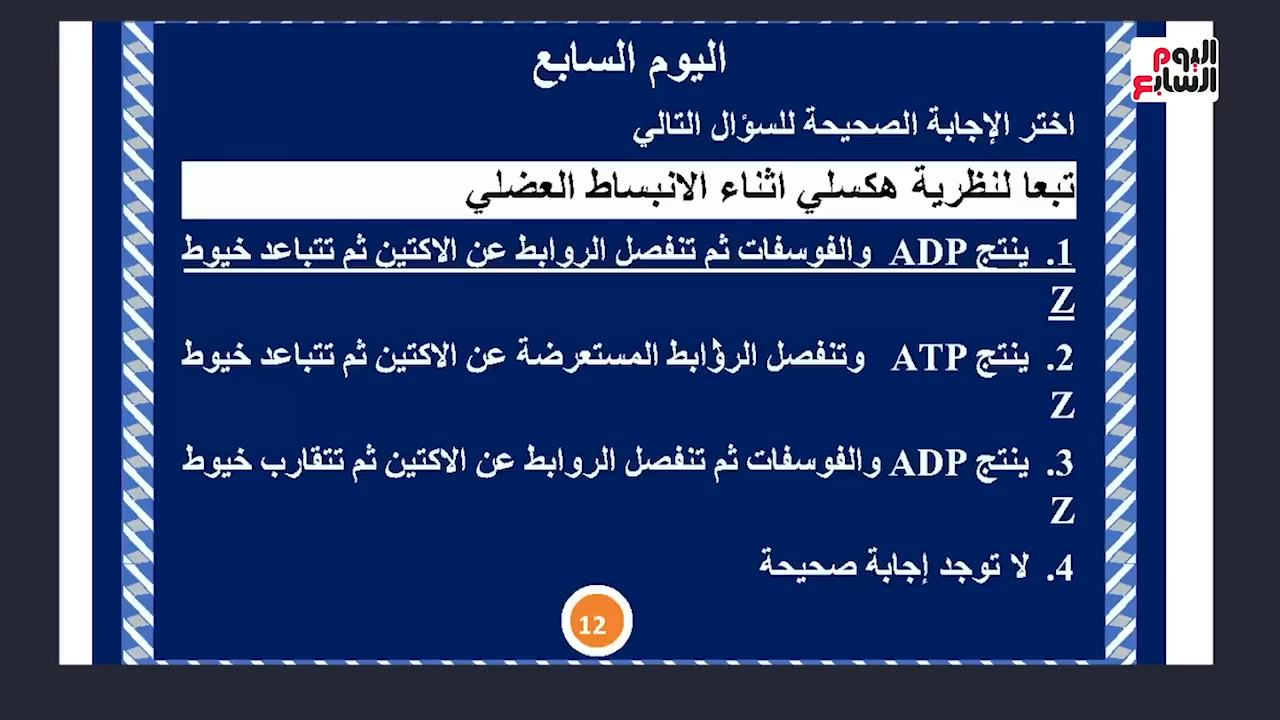 اليوم السابع
اليوم
السابع
اختر الإجابة الصحيحة للسؤال التالي
تبعا لنظرية هكسلي اثناء الانبساط العضلي
1. ينتج ADP والفوسفات ثم تنفصل الروابط عن الاكتين ثم تتباعد خيوط
Z
2. ينتج ATP وتنفصل الروابط المستعرضة عن الاكتين ثم تتباعد خيوط
Z
3. ينتج ADP والفوسفات ثم تنفصل الروابط عن الاكتين ثم تتقارب خيوط
Z
4. لا توجد إجابة صحيحة
12